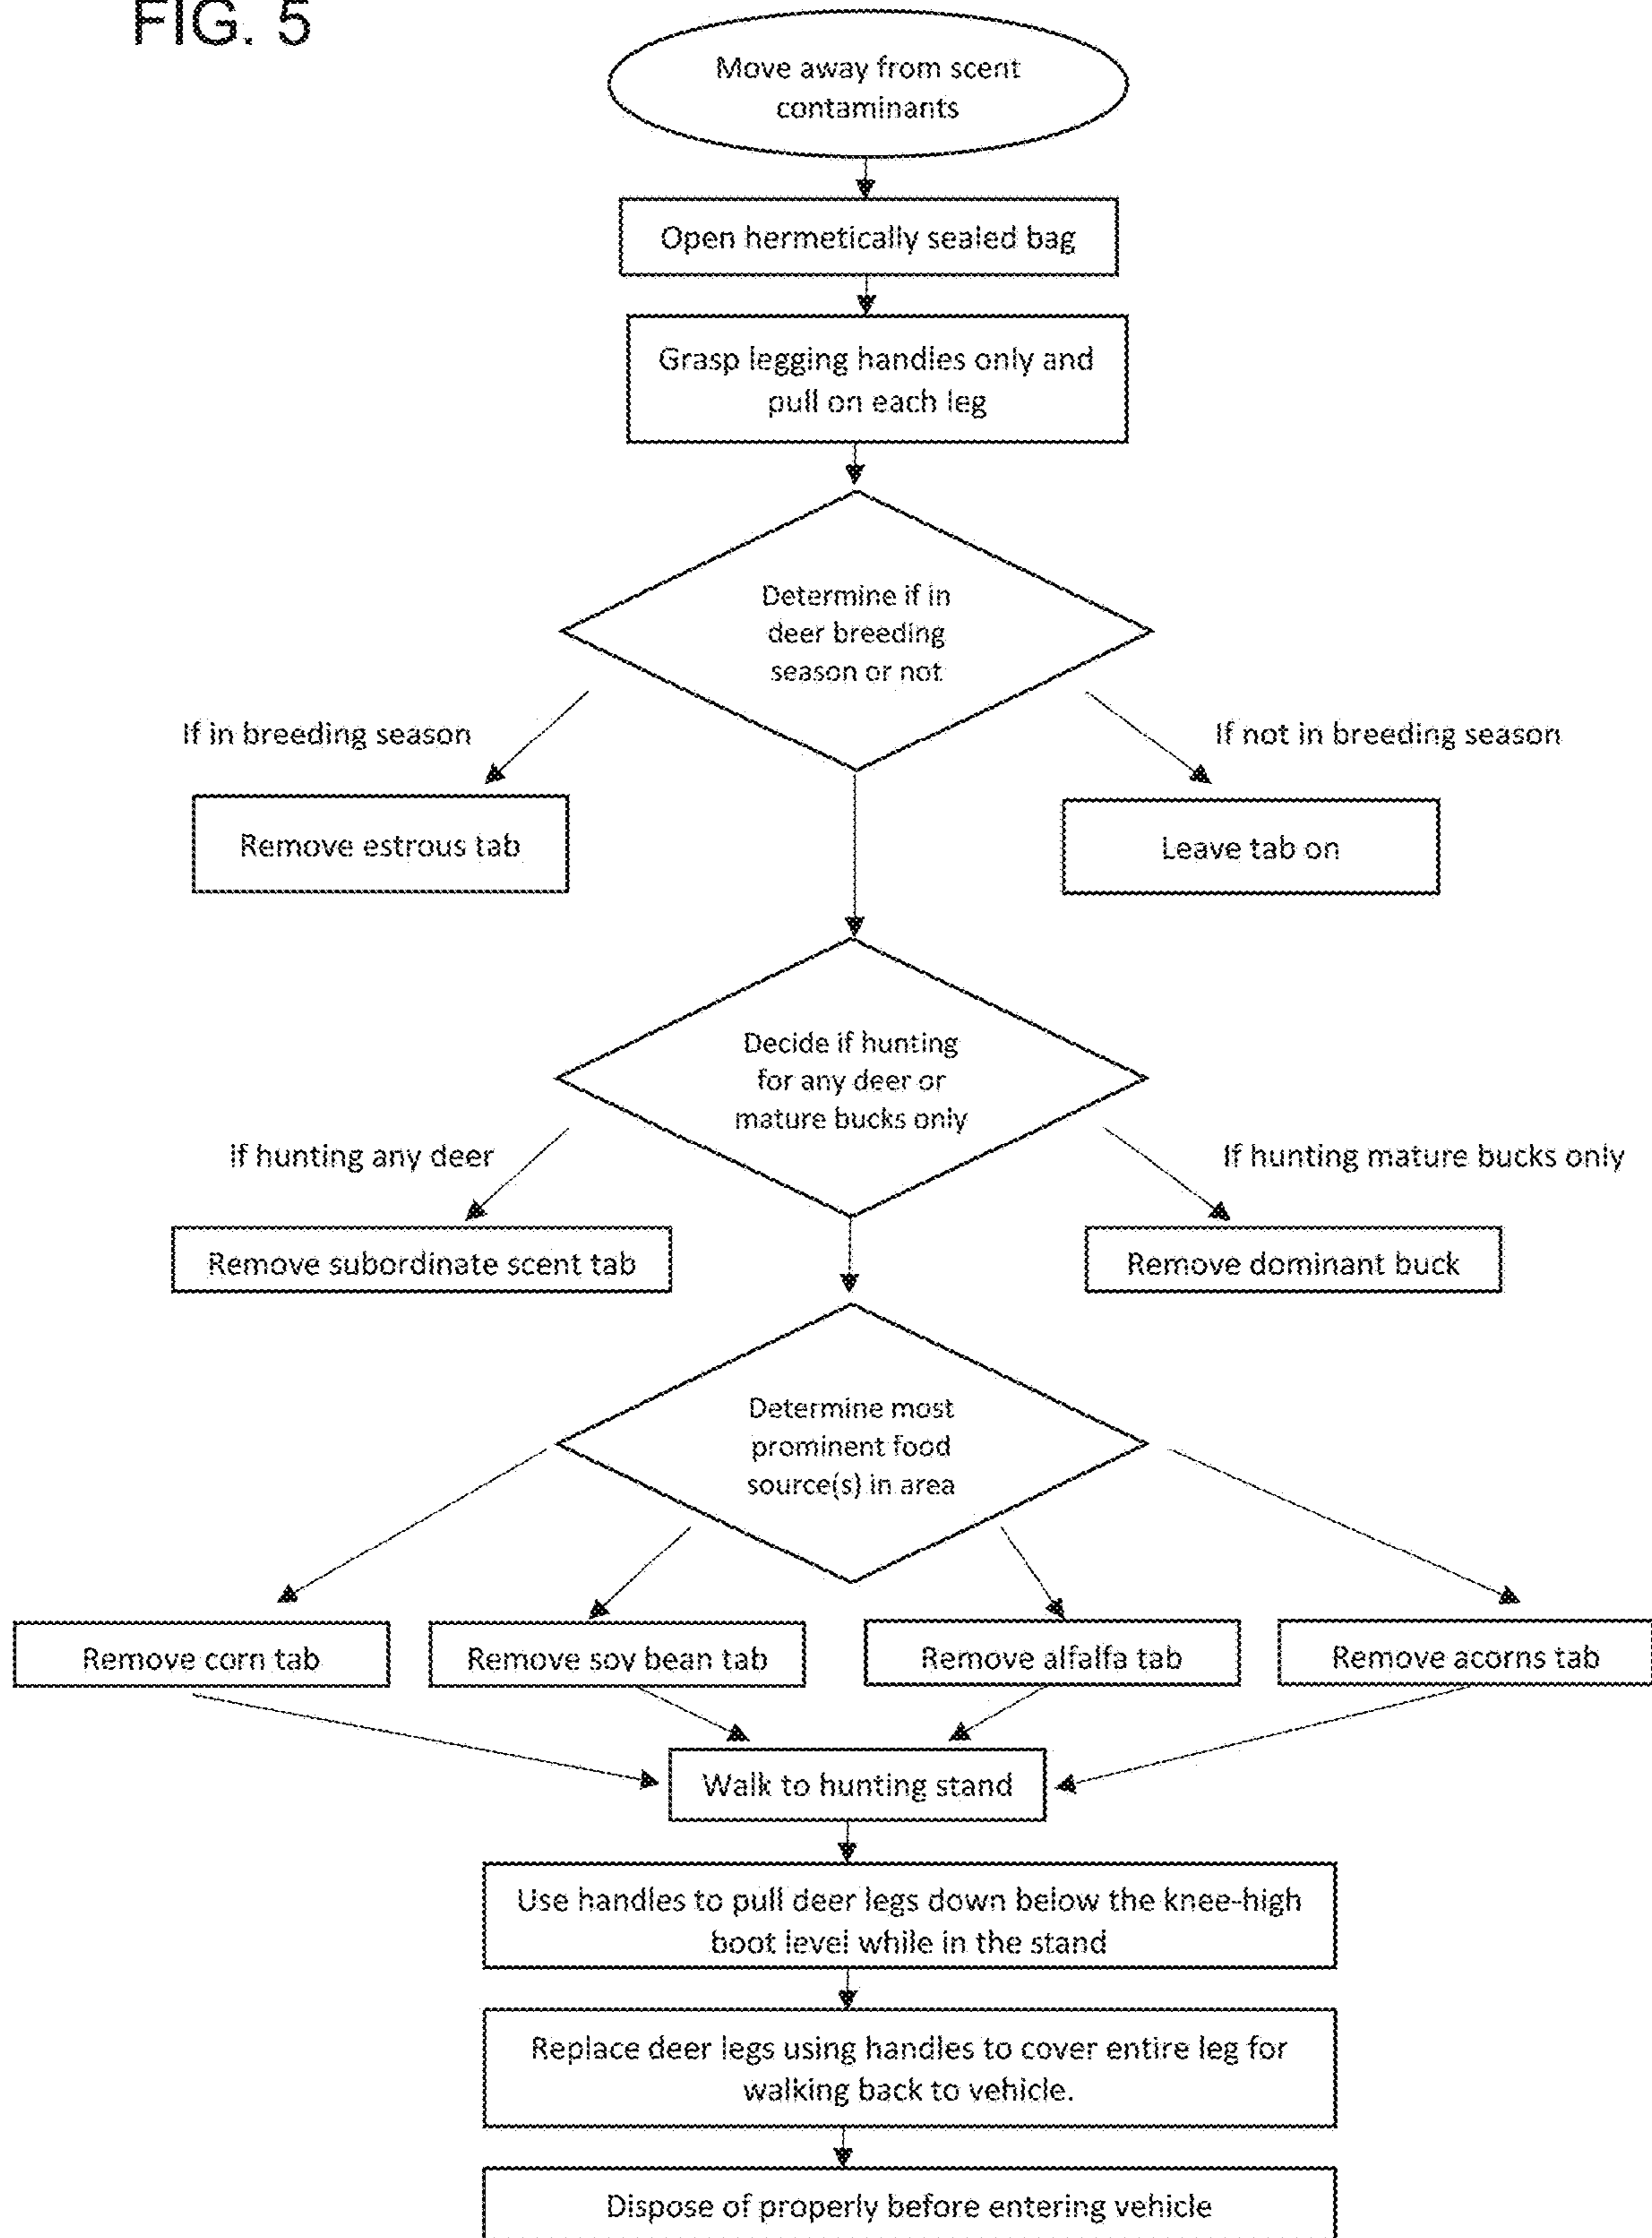 FIG. 5
Move away from scent
contaminants
Open hermetically sealed bag
Grasp legging handles only and
pull on each leg
Determine if in
deer breeding
season or not
If in breeding season
If not in breeding season
Remove estrous tab
Leave tab on
Decide if hunting
for any deer or
mature bucks only
If hunting any deer
If hunting mature bucks only
Remove subordinate scent tab
Remove dominant buck
Determine most
prominent food
source(s) in area
Remove corn tab
Remove soy bean tab
Remove alfalfa tab
Remove acorns tab
Walk to hunting stand
Use handles to pull deer legs down below the knee-high
boot level while in the stand
Replace deer legs using handles to cover entire leg for
walking back to vehicle.
Dispose of properly before entering vehicle